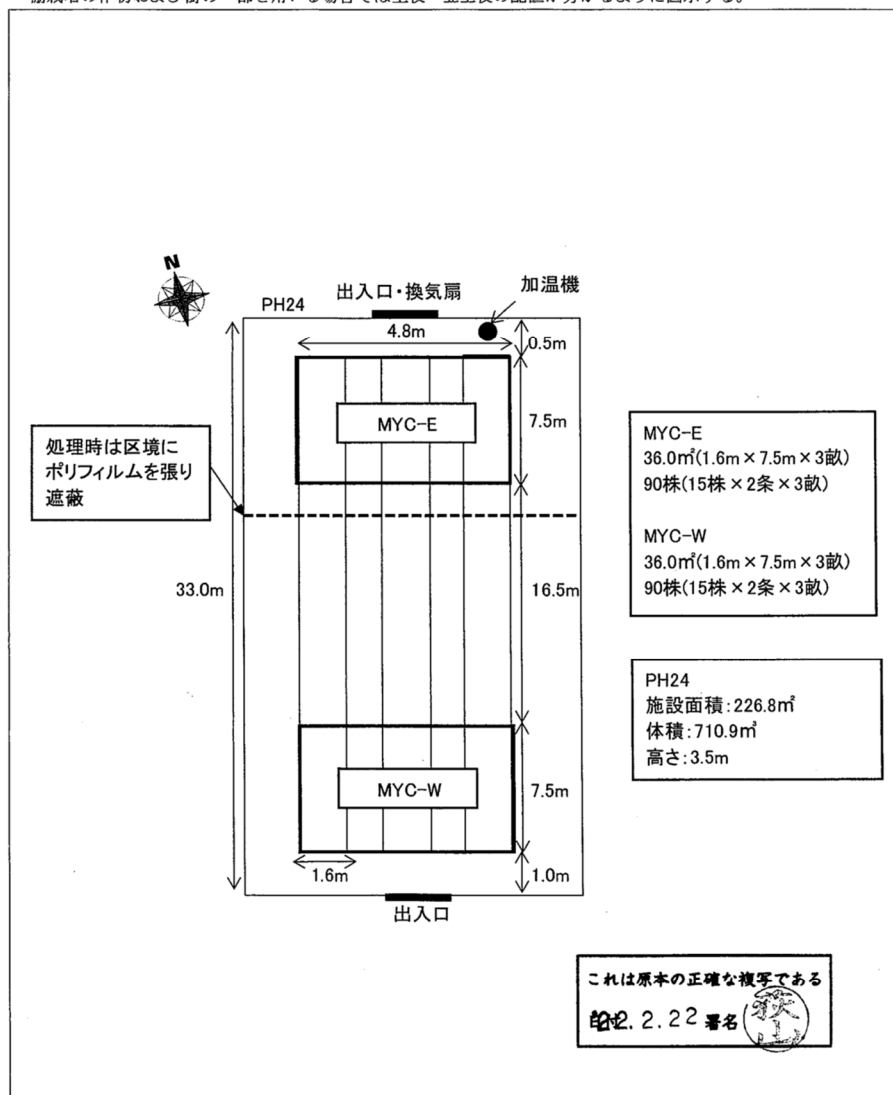 N
PH24
出入口・換気扇
加温機
4.8m
0.5m
MYC-E
7.5m
処理時は区境に
ポリフィルムを張り
遮蔽
MYC-E
36.0㎡(1.6m×7.5m×3畝)
90株(15株×2条×3畝)
MYC-W
36.0㎡(1.6m×7.5m×3畝)
90株(15株×2条×3畝)
33.0m
16.5m
PH24
施設面積:226.8㎡
体積:710.9㎡
高さ:3.5m
MYC-W
7.5m
1.6m
1.0m
出入口
これは原本の正確な複写である
2.2.22 署名